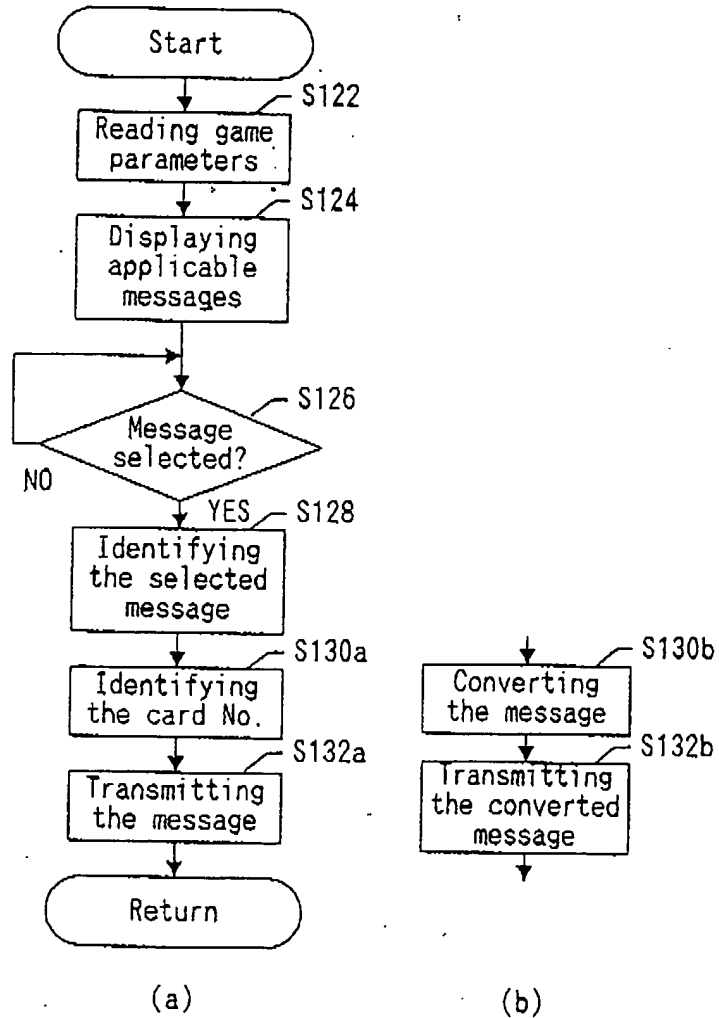 Start
S122
Reading game
parameters
S124
Displaying
applicable
messages
S126
Message
selected?
NO
YES
S128
Identifying
the selected
message
S130a
Identifying
the card No.
S132a
Transmitting
the message
Return
(a)
S130b
Converting
the message
S132b
Transmitting
the converted
message
(b)